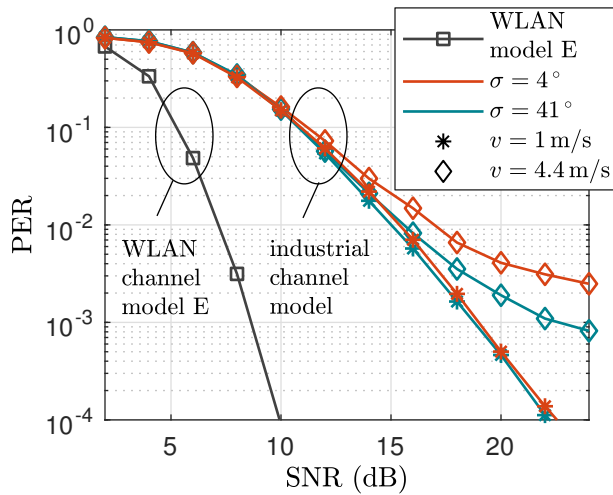 WLAN
model E
σ = 4°
σ = 41°
v = 1 m/s
v = 4.4 m/s
10^0
10^-1
10^-2
10^-3
10^-4
PER
WLAN
channel
model E
industrial
channel
model
5
10
15
20
SNR (dB)